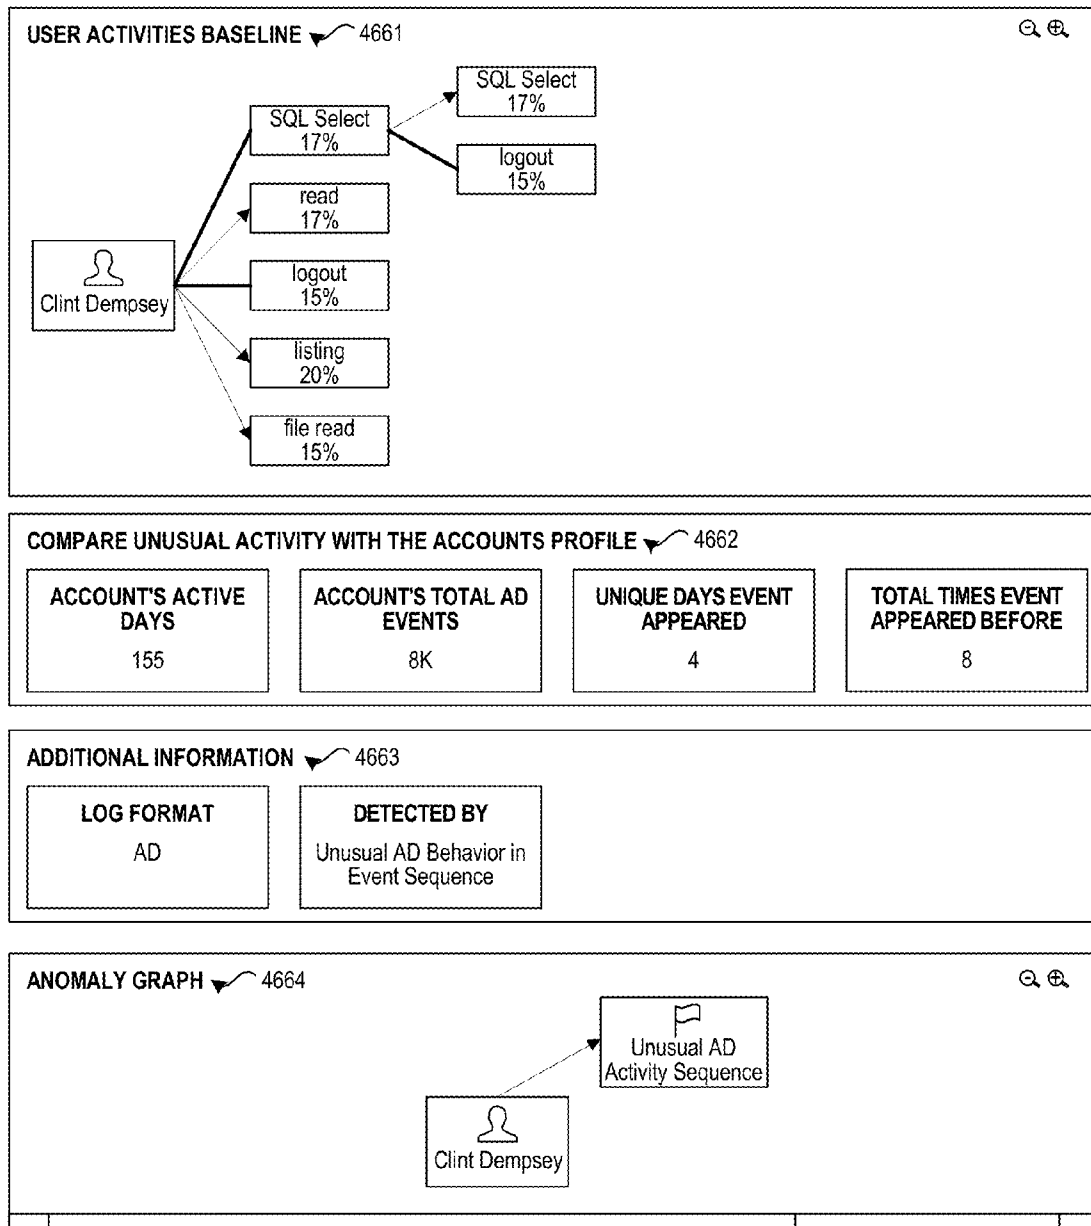 USER ACTIVITIES BASELINE 4661
SQL Select
17%
SQL Select
17%
logout
15%
read
17%
Clint Dempsey
logout
15%
listing
20%
file read
15%
COMPARE UNUSUAL ACTIVITY WITH THE ACCOUNTS PROFILE 4662
ACCOUNT'S ACTIVE
DAYS
155
ACCOUNT'S TOTAL AD
EVENTS
8K
UNIQUE DAYS EVENT
APPEARED
4
TOTAL TIMES EVENT
APPEARED BEFORE
8
ADDITIONAL INFORMATION 4663
LOG FORMAT
AD
DETECTED BY
Unusual AD Behavior in
Event Sequence
ANOMALY GRAPH 4664
Unusual AD
Activity Sequence
Clint Dempsey